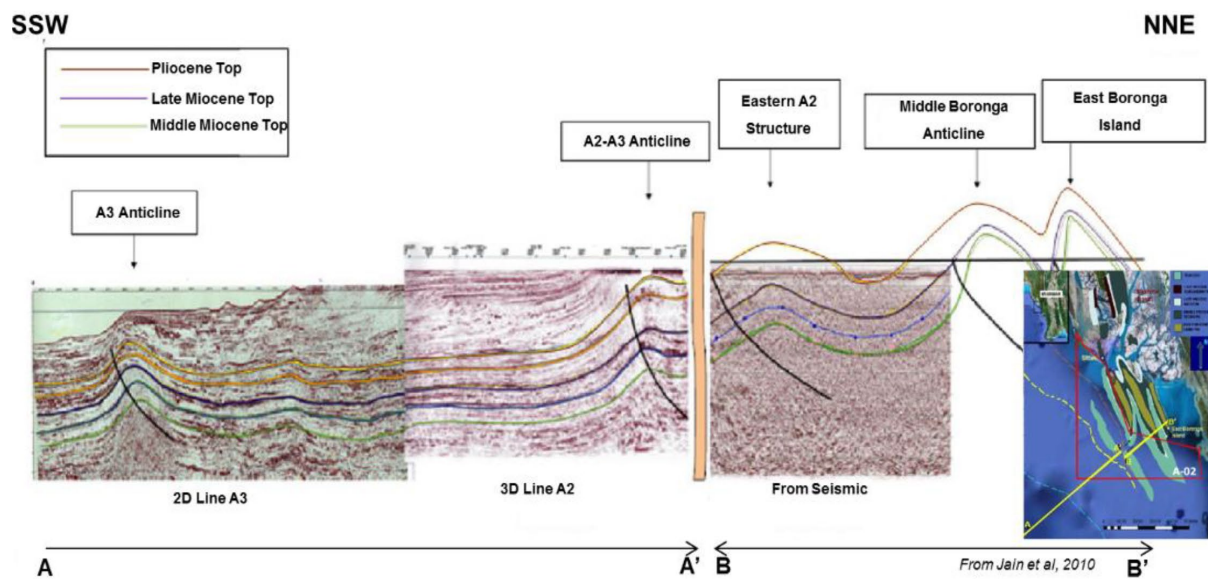 SSW
NNE
Pliocene Top
Late Miocene Top
Middle Miocene Top
A3 Anticline
A2-A3 Anticline
Eastern A2
Structure
Middle Boronga
Anticline
East Boronga
Island
A-02
2D Line A3
3D Line A2
From Seismic
A
A'
B
From Jain et al, 2010
B'